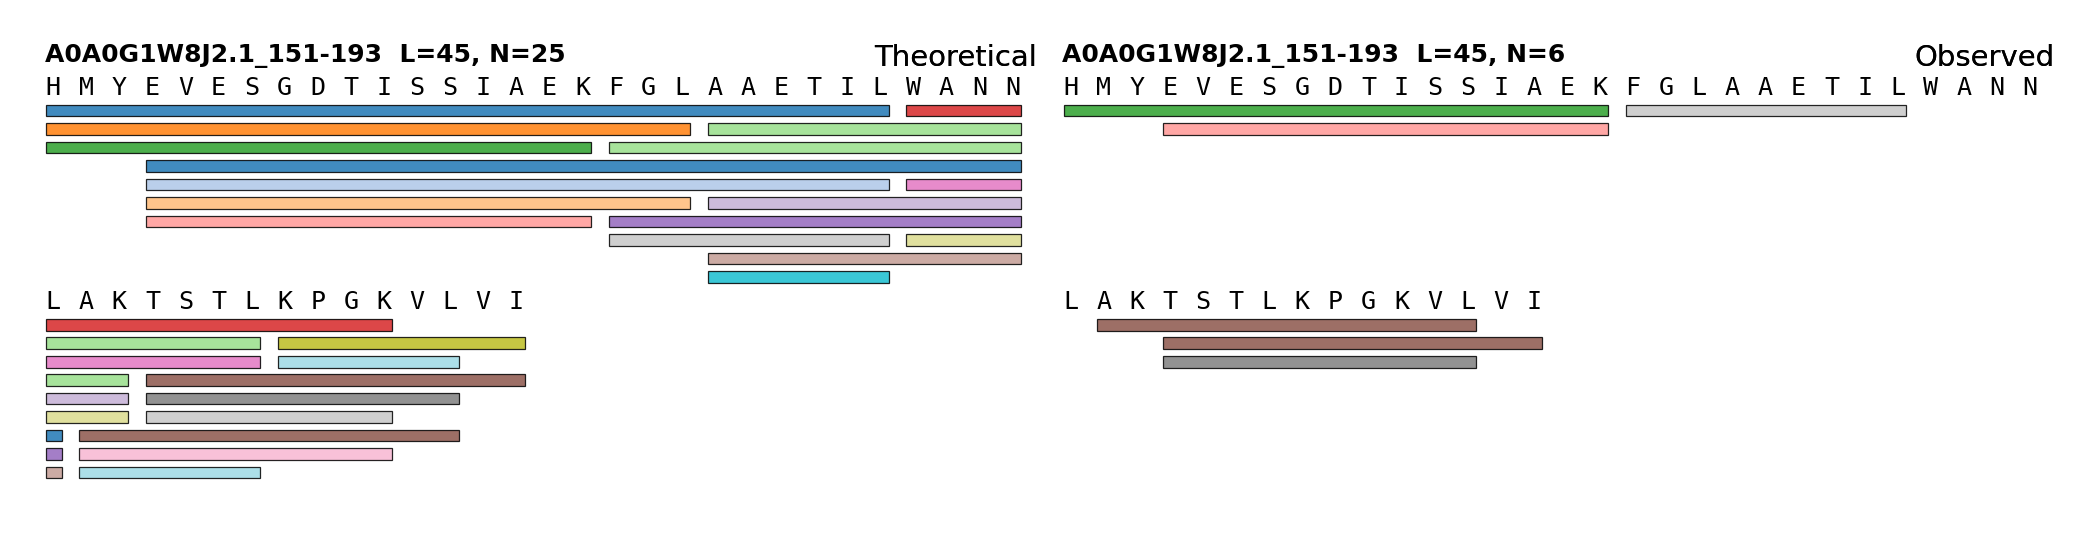 A0A0G1W8J2.1_151-193  L=45, N=25
Theoretical
H M Y E V E S G D T I S S I A E K F G L A A E T I L W A N N
L A K T S T L K P G K V L V I
A0A0G1W8J2.1_151-193  L=45, N=6
Observed
H M Y E V E S G D T I S S I A E K F G L A A E T I L W A N N
L A K T S T L K P G K V L V I